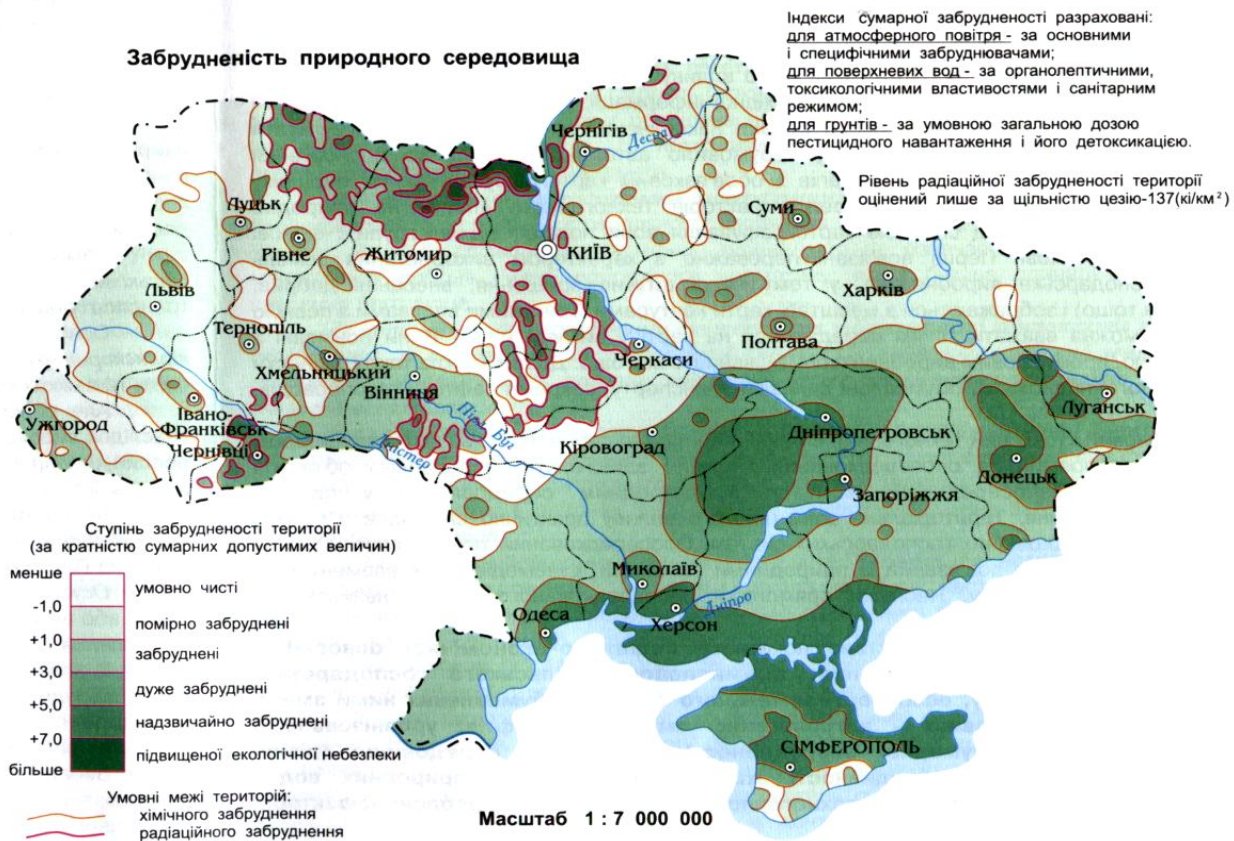 Забрудненість природного середовища
Індекси сумарної забрудненості разраховані:
для атмосферного повітря - за основними
і специфічними забруднювачами;
для поверхневих вод - за органолептичними,
токсикологічними властивостями і санітарним
режимом;
для грунтів - за умовною загальною дозою
пестицидного навантаження і його детоксикацією.
Рівень радіаційної забрудненості території
оцінений лише за щільністю цезію-137(кі/км²)
Чернігів
Десна
Луцьк
Суми
Рівне
Житомир
КИЇВ
Львів
Харків
Тернопіль
Полтава
Хмельницький
Черкаси
Вінниця
Ужгород
Івано-
Франківськ
Луганськ
Півд. Буг
Дністер
Кіровоград
Дніпропетровськ
Чернівці
Донецьк
Запоріжжя
Миколаїв
Дніпро
Одеса
Херсон
СІМФЕРОПОЛЬ
Ступінь забрудненості території
(за кратністю сумарних допустимих величин)
менше
умовно чисті
-1,0
помірно забруднені
+1,0
забруднені
+3,0
дуже забруднені
+5,0
надзвичайно забруднені
+7,0
підвищеної екологічної небезпеки
більше
Умовні межі територій:
хімічного забруднення
радіаційного забруднення
Масштаб 1 : 7 000 000